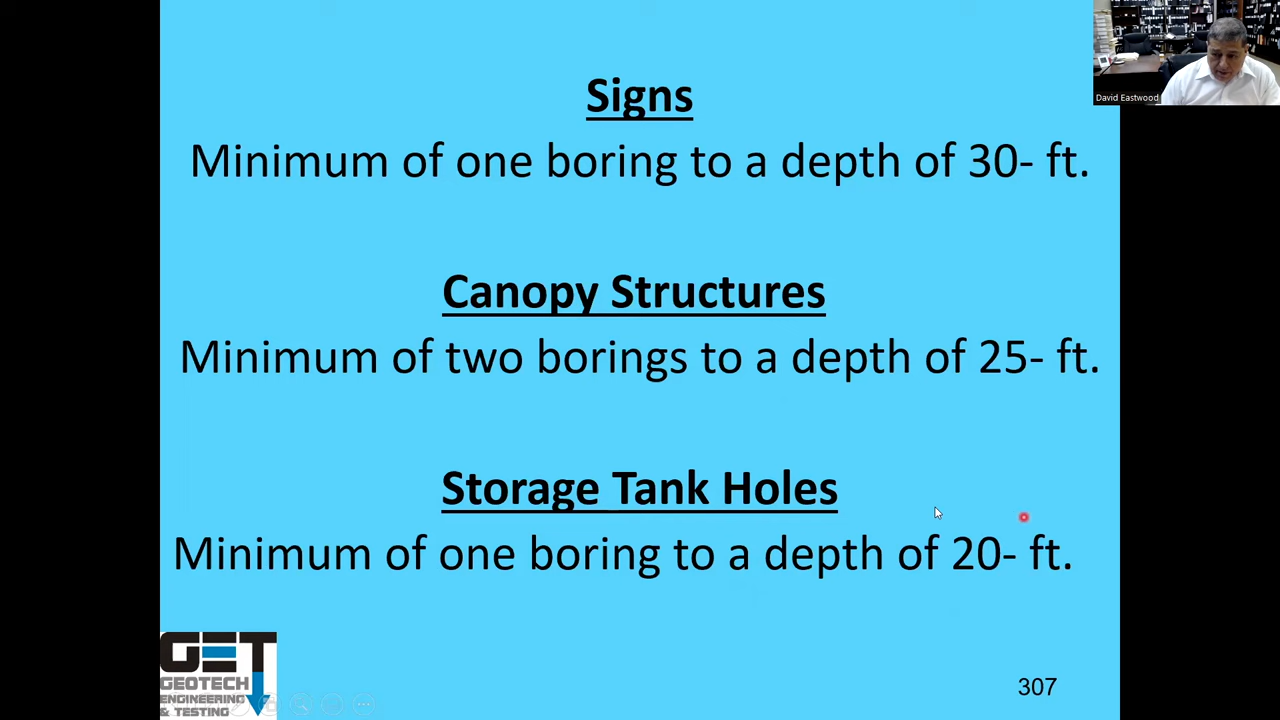 David Eastwood
Signs
Minimum of one boring to a depth of 30- ft.
Canopy Structures
Minimum of two borings to a depth of 25- ft.
Storage Tank Holes
Minimum of one boring to a depth of 20- ft.
GET
GEOTECH
ENGINEERING
& TESTING
307